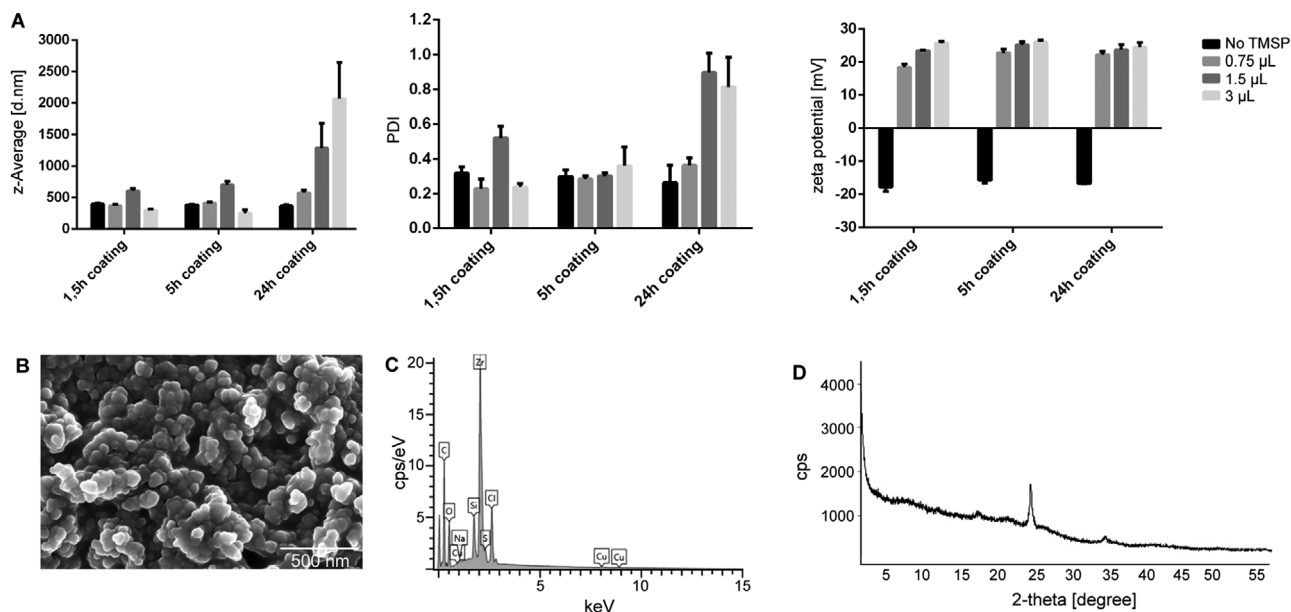 A
z-Average [d.nm]
3000
2500
2000
1500
1000
500
0
1,5h coating
5h coating
24h coating
PDI
1.2
1.0
0.8
0.6
0.4
0.2
0.0
1,5h coating
5h coating
24h coating
zeta potential [mV]
30
20
10
0
-10
-20
-30
1,5h coating
5h coating
24h coating
No TMSP
0.75 µL
1.5 µL
3 µL
B
500 nm
C
cps/eV
20
15
10
5
0
Zr
C
O
Na
Si
S
Cl
Cu
Cu
5
10
15
keV
D
cps
4000
3000
2000
1000
5
10
15
20
25
30
35
40
45
50
55
2-theta [degree]